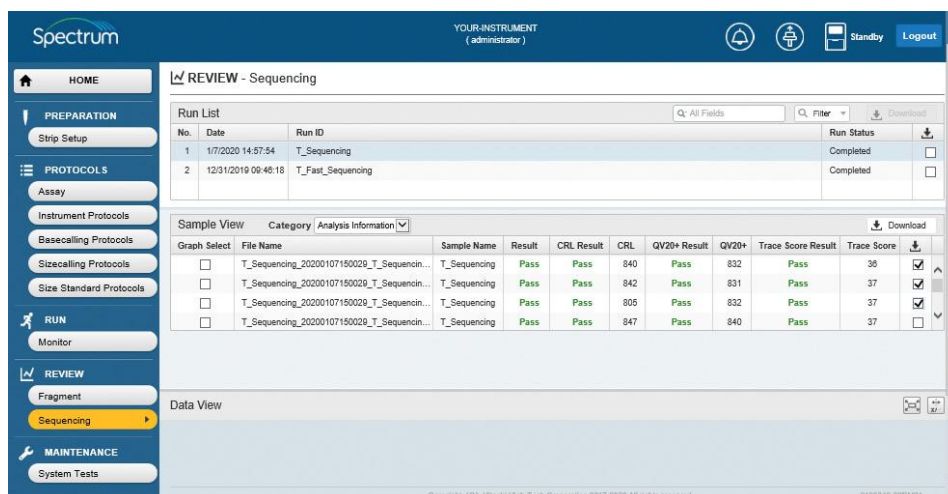 Spectrum
YOUR-INSTRUMENT
( administrator )
Standby
Logout
HOME
PREPARATION
Strip Setup
PROTOCOLS
Assay
Instrument Protocols
Basecalling Protocols
Sizecalling Protocols
Size Standard Protocols
RUN
Monitor
REVIEW
Fragment
Sequencing
MAINTENANCE
System Tests
REVIEW - Sequencing
Run List
All Fields
Filter
Download
No. Date Run ID Run Status
1 1/7/2020 14:57:54 T_Sequencing Completed
2 12/31/2019 09:46:18 T_Fast_Sequencing Completed
Sample View Category Analysis Information Download
Graph Select File Name Sample Name Result CRL Result CRL QV20+ Result QV20+ Trace Score Result Trace Score
T_Sequencing_20200107150029_T_Sequencin... T_Sequencing Pass Pass 840 Pass 832 Pass 36
T_Sequencing_20200107150029_T_Sequencin... T_Sequencing Pass Pass 842 Pass 831 Pass 37
T_Sequencing_20200107150029_T_Sequencin... T_Sequencing Pass Pass 805 Pass 832 Pass 37
T_Sequencing_20200107150029_T_Sequencin... T_Sequencing Pass Pass 847 Pass 840 Pass 37
Data View